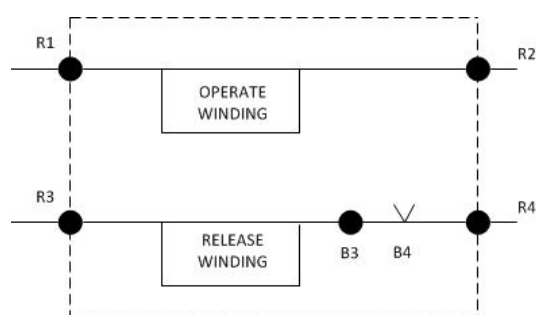 R1
R2
OPERATE
WINDING
R3
R4
RELEASE
WINDING
B3
B4